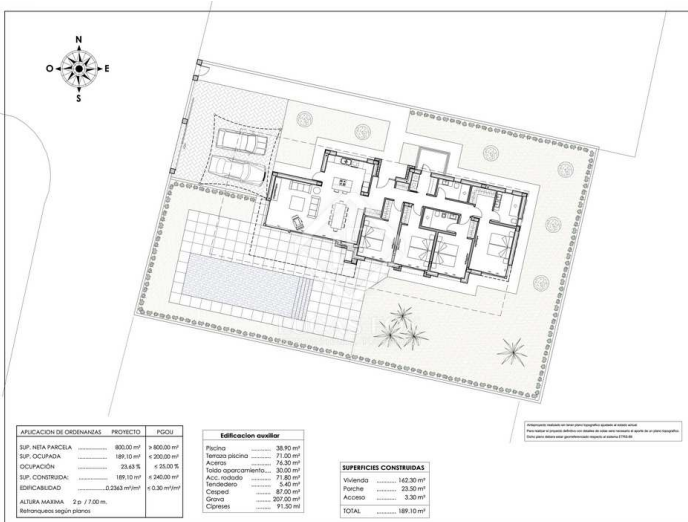 N
O
E
S
APLICACION DE ORDENANZAS PROYECTO PGOU
SUP. NETA PARCELA .......... 800,00 m² > 800,00 m²
SUP. OCUPADA .......... 189,10 m² ≤ 200,00 m²
OCUPACIÓN .......... 23,63 % ≤ 25,00 %
SUP. CONSTRUIDA: .......... 189,10 m² ≤ 240,00 m²
EDIFICABILIDAD ..........0,2363 m²/m² ≤ 0,30 m²/m²
ALTURA MAXIMA 2 p / 7,00 m.
Retranqueos según planos
Edificacion auxiliar
Piscina .......... 38,90 m²
Terraza piscina .......... 71,00 m²
Aceras .......... 76,30 m²
Toldo aparcamiento.... 30,00 m²
Acc. rodado .......... 71,80 m²
Tendedero .......... 5,40 m²
Cesped .......... 87,00 m²
Grava .......... 207,00 m²
Cipreses .......... 91,50 ml
SUPERFICIES CONSTRUIDAS
Vivienda .......... 162,30 m²
Porche .......... 23,50 m²
Acceso .......... 3,30 m²
TOTAL .......... 189,10 m²